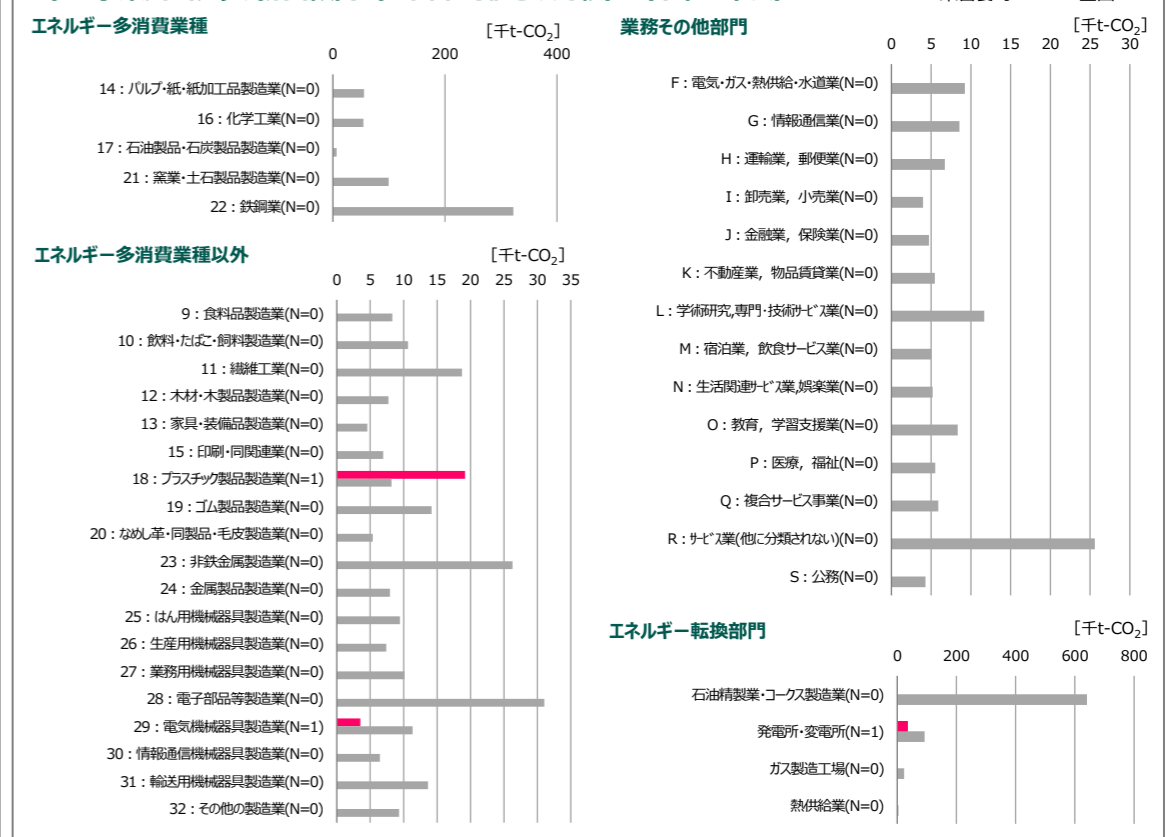 エネルギー多消費業種
[千t-CO2]
0 200 400
14：パルプ・紙・紙加工品製造業(N=0)
16：化学工業(N=0)
17：石油製品・石炭製品製造業(N=0)
21：窯業・土石製品製造業(N=0)
22：鉄鋼業(N=0)
エネルギー多消費業種以外
[千t-CO2]
0 5 10 15 20 25 30 35
9：食料品製造業(N=0)
10：飲料・たばこ・飼料製造業(N=0)
11：繊維工業(N=0)
12：木材・木製品製造業(N=0)
13：家具・装備品製造業(N=0)
15：印刷・同関連業(N=0)
18：プラスチック製品製造業(N=1)
19：ゴム製品製造業(N=0)
20：なめし革・同製品・毛皮製造業(N=0)
23：非鉄金属製造業(N=0)
24：金属製品製造業(N=0)
25：はん用機械器具製造業(N=0)
26：生産用機械器具製造業(N=0)
27：業務用機械器具製造業(N=0)
28：電子部品等製造業(N=0)
29：電気機械器具製造業(N=1)
30：情報通信機械器具製造業(N=0)
31：輸送用機械器具製造業(N=0)
32：その他の製造業(N=0)
業務その他部門
[千t-CO2]
0 5 10 15 20 25 30
F：電気・ガス・熱供給・水道業(N=0)
G：情報通信業(N=0)
H：運輸業，郵便業(N=0)
I：卸売業，小売業(N=0)
J：金融業，保険業(N=0)
K：不動産業，物品賃貸業(N=0)
L：学術研究,専門・技術サービス業(N=0)
M：宿泊業，飲食サービス業(N=0)
N：生活関連サービス業,娯楽業(N=0)
O：教育，学習支援業(N=0)
P：医療，福祉(N=0)
Q：複合サービス事業(N=0)
R：サービス業(他に分類されない)(N=0)
S：公務(N=0)
エネルギー転換部門
[千t-CO2]
0 200 400 600 800
石油精製業・コークス製造業(N=0)
発電所・変電所(N=1)
ガス製造工場(N=0)
熱供給業(N=0)